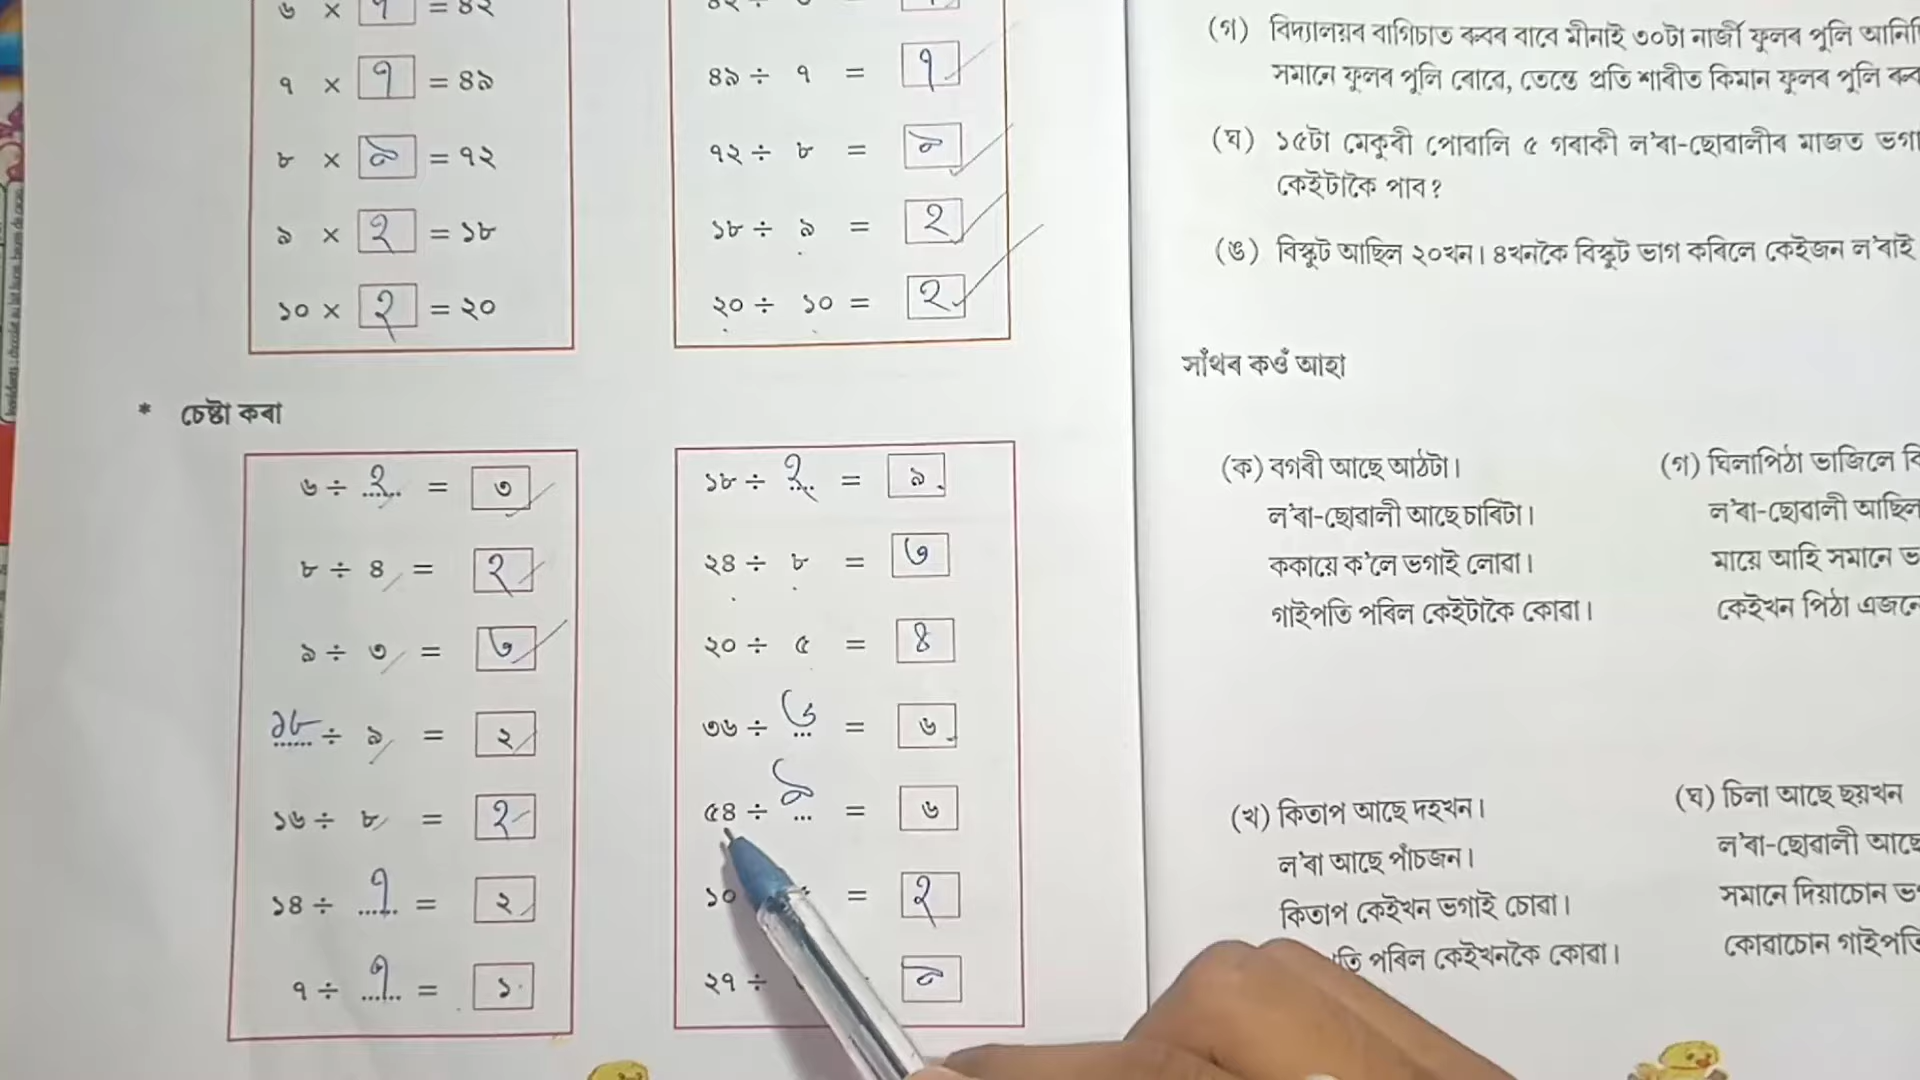 ৬ × ৭ = ৪২
৭ × ৭ = ৪৯
৮ × ৯ = ৭২
৯ × ২ = ১৮
১০ × ২ = ২০
৪৯ ÷ ৭ = ৭
৭২ ÷ ৮ = ৯
১৮ ÷ ৯ = ২
২০ ÷ ১০ = ২
* চেষ্টা কৰা
৬ ÷ ২ = ৩
৮ ÷ ৪ = ২
৯ ÷ ৩ = ৩
১৮ ÷ ৯ = ২
১৬ ÷ ৮ = ২
১৪ ÷ ৭ = ২
৭ ÷ ৭ = ১
১৮ ÷ ২ = ৯
২৪ ÷ ৮ = ৩
২০ ÷ ৫ = ৪
৩৬ ÷ ৬ = ৬
৫৪ ÷ ৯ = ৬
১০ = ২
২৭ ÷ = ৯
(গ) বিদ্যালয়ৰ বাগিচাত ৰুবৰ বাবে মীনাই ৩০টা নাৰ্জী ফুলৰ পুলি
সমানে ফুলৰ পুলি ৰোৱে, তেন্তে প্ৰতি শাৰীত কিমান ফুলৰ পুলি
(ঘ) ১৫টা মেকুৰী পোৱালি ৫ গৰাকী ল'ৰা-ছোৱালীৰ মাজত
কেইটাকৈ পাব?
(ঙ) বিস্কুট আছিল ২০খন। ৪খনকৈ বিস্কুট ভাগ কৰিলে কেইজন ল'ৰাই
সাঁথৰ কওঁ আহা
(ক) বগৰী আছে আঠটা।
ল'ৰা-ছোৱালী আছে চাৰিটা।
ককায়ে ক'লে ভগাই লোৱা।
গাইপতি পৰিল কেইটাকৈ কোৱা।
(গ) ঘিলাপিঠা ভাজিলে
ল'ৰা-ছোৱালী আছিল
মায়ে আহি সমানে
কেইখন পিঠা এজনে
(খ) কিতাপ আছে দহখন।
ল'ৰা আছে পাঁচজন।
কিতাপ কেইখন ভগাই চোৱা।
পৰিল কেইখনকৈ কোৱা।
(ঘ) চিলা আছে ছয়খন
ল'ৰা-ছোৱালী আছে
সমানে দিয়াচোন
কোৱাচোন গাইপতি